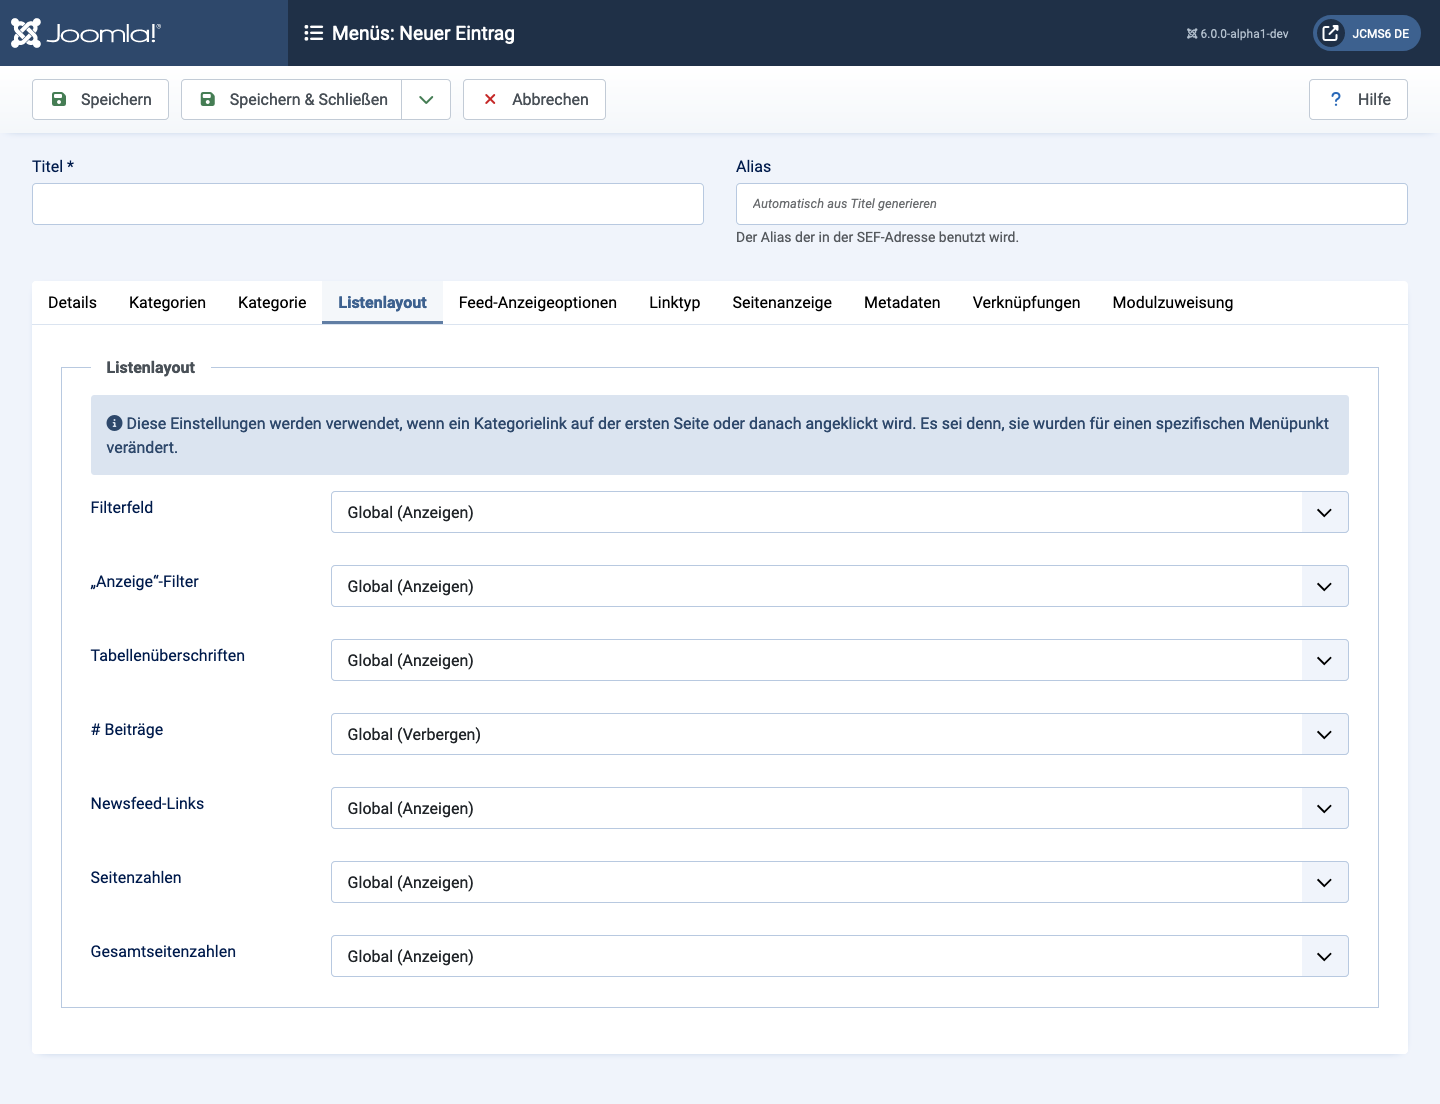 Joomla!®
Menüs: Neuer Eintrag
6.0.0-alpha1-dev
JCMS6 DE
Speichern
Speichern & Schließen
Abbrechen
? Hilfe
Titel *
Alias
Automatisch aus Titel generieren
Der Alias der in der SEF-Adresse benutzt wird.
Details Kategorien Kategorie Listenlayout Feed-Anzeigeoptionen Linktyp Seitenanzeige Metadaten Verknüpfungen Modulzuweisung
Listenlayout
Diese Einstellungen werden verwendet, wenn ein Kategorielink auf der ersten Seite oder danach angeklickt wird. Es sei denn, sie wurden für einen spezifischen Menüpunkt
verändert.
Filterfeld
Global (Anzeigen)
„Anzeige“-Filter
Global (Anzeigen)
Tabellenüberschriften
Global (Anzeigen)
# Beiträge
Global (Verbergen)
Newsfeed-Links
Global (Anzeigen)
Seitenzahlen
Global (Anzeigen)
Gesamtseitenzahlen
Global (Anzeigen)